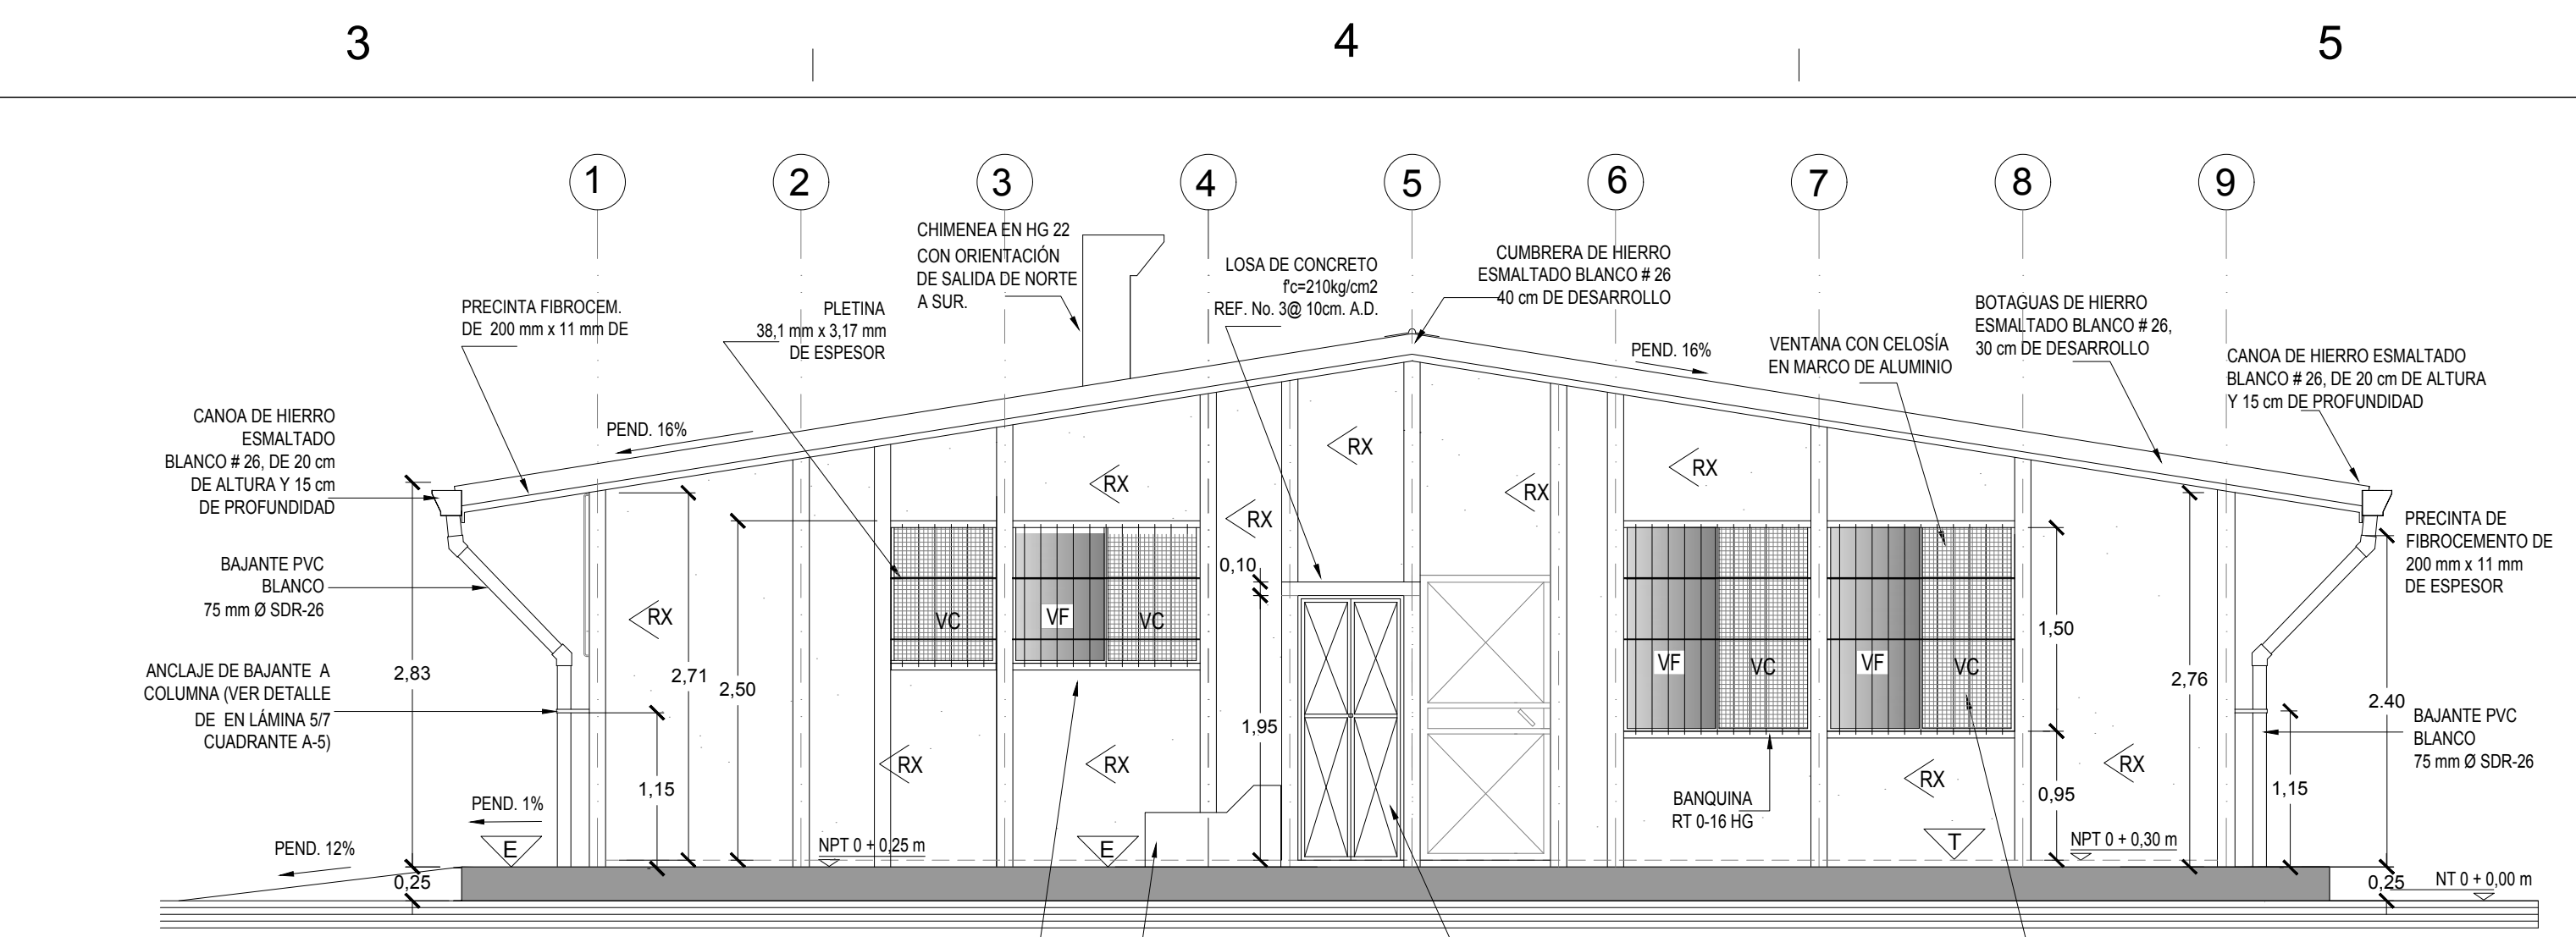 3
4
5
1
2
3
4
5
6
7
8
9
CHIMENEA EN HG 22
CON ORIENTACIÓN
DE SALIDA DE NORTE
A SUR.
LOSA DE CONCRETO
f'c=210kg/cm2
REF. No. 3@ 10cm. A.D.
CUMBRERA DE HIERRO
ESMALTADO BLANCO # 26
40 cm DE DESARROLLO
PRECINTA FIBROCEM.
DE 200 mm x 11 mm DE
PLETINA
38,1 mm x 3,17 mm
DE ESPESOR
PEND. 16%
VENTANA CON CELOSÍA
EN MARCO DE ALUMINIO
BOTAGUAS DE HIERRO
ESMALTADO BLANCO # 26,
30 cm DE DESARROLLO
CANOA DE HIERRO ESMALTADO
BLANCO # 26, DE 20 cm DE ALTURA
Y 15 cm DE PROFUNDIDAD
CANOA DE HIERRO
ESMALTADO
BLANCO # 26, DE 20 cm
DE ALTURA Y 15 cm
DE PROFUNDIDAD
PEND. 16%
RX
RX
RX
RX
RX
BAJANTE PVC
BLANCO
75 mm Ø SDR-26
PRECINTA DE
FIBROCEMENTO DE
200 mm x 11 mm
DE ESPESOR
0,10
RX
VC
VF
VC
VF
VC
VF
VC
1,50
ANCLAJE DE BAJANTE A
COLUMNA (VER DETALLE
DE EN LÁMINA 5/7
CUADRANTE A-5)
2,83
2,71
2,50
1,95
2,76
2.40
BAJANTE PVC
BLANCO
75 mm Ø SDR-26
1,15
RX
RX
RX
RX
0,95
1,15
BANQUINA
RT 0-16 HG
PEND. 1%
PEND. 12%
E
NPT 0 + 0,25 m
E
T
NPT 0 + 0,30 m
0,25
0,25
NT 0 + 0,00 m